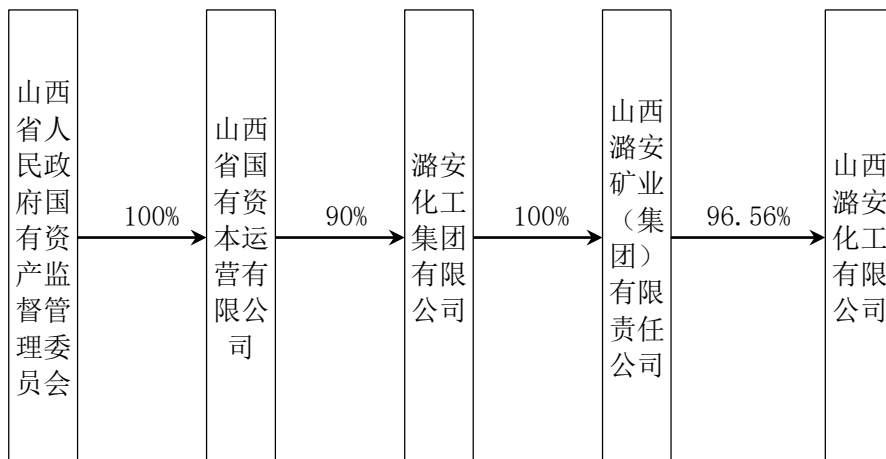 山西
省人
民政
府国
有资
产监
督管
理委
员会
100%
山西
省国
有资
本运
营有
限公
司
90%
潞安
化工
集团
有限
公司
100%
山西
潞安
矿业
（集
团）
有限
责任
公司
96.56%
山西
潞安
化工
有限
公司